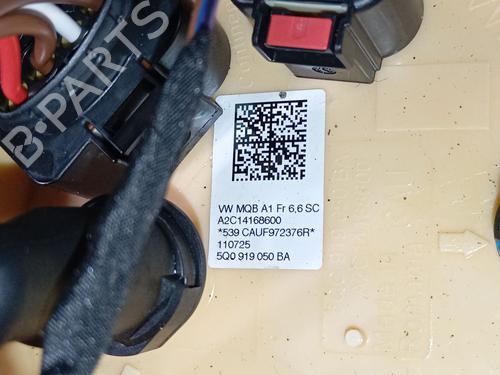 B-PARTS
VW MQB A1 Fr 6,6 SC
A2C14168600
*539 CAUF972376R*
110725
5Q0 919 050 BA